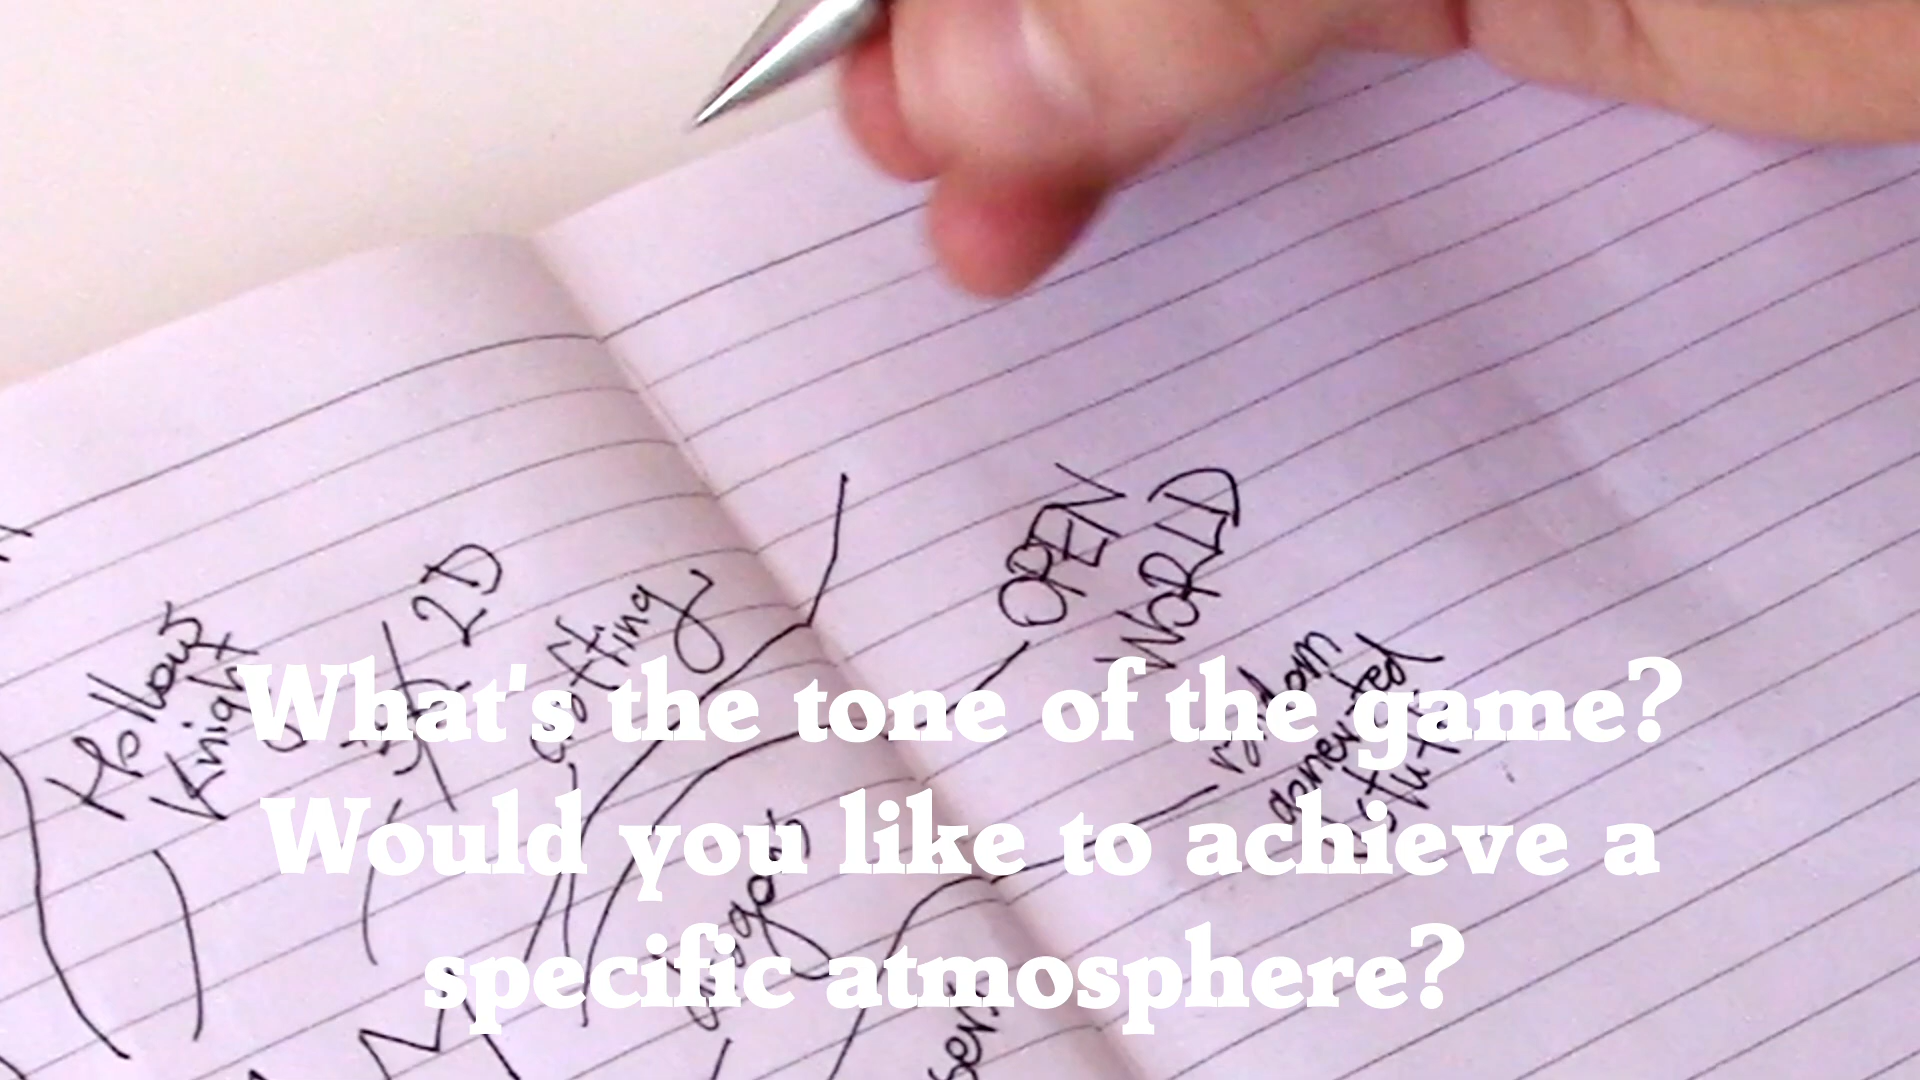 Hollow
Knight
2D
crafting
OPEN
WORLD
random
What's the tone of the game?
Would you like to achieve a
specific atmosphere?